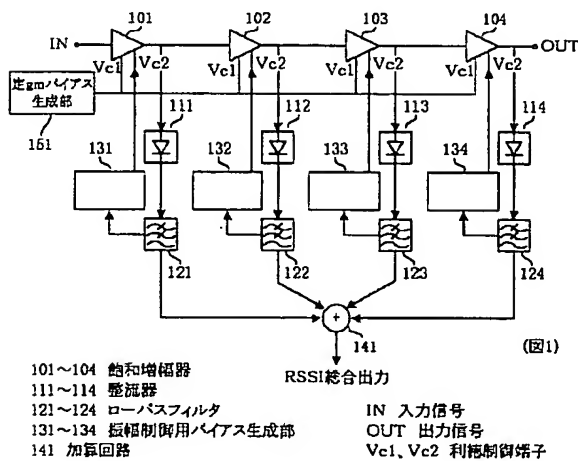 101
102
103
104
IN
OUT
Vc1
Vc2
Vc1
Vc2
Vc1
Vc2
Vc1
Vc2
定gmバイアス
生成部
151
111
112
113
114
131
132
133
134
121
122
123
124
+
141
RSSI総合出力
(図1)
101～104 飽和増幅器
111～114 整流器
121～124 ローパスフィルタ
131～134 振幅制御用バイアス生成部
141 加算回路
IN 入力信号
OUT 出力信号
Vc1、Vc2 利得制御端子